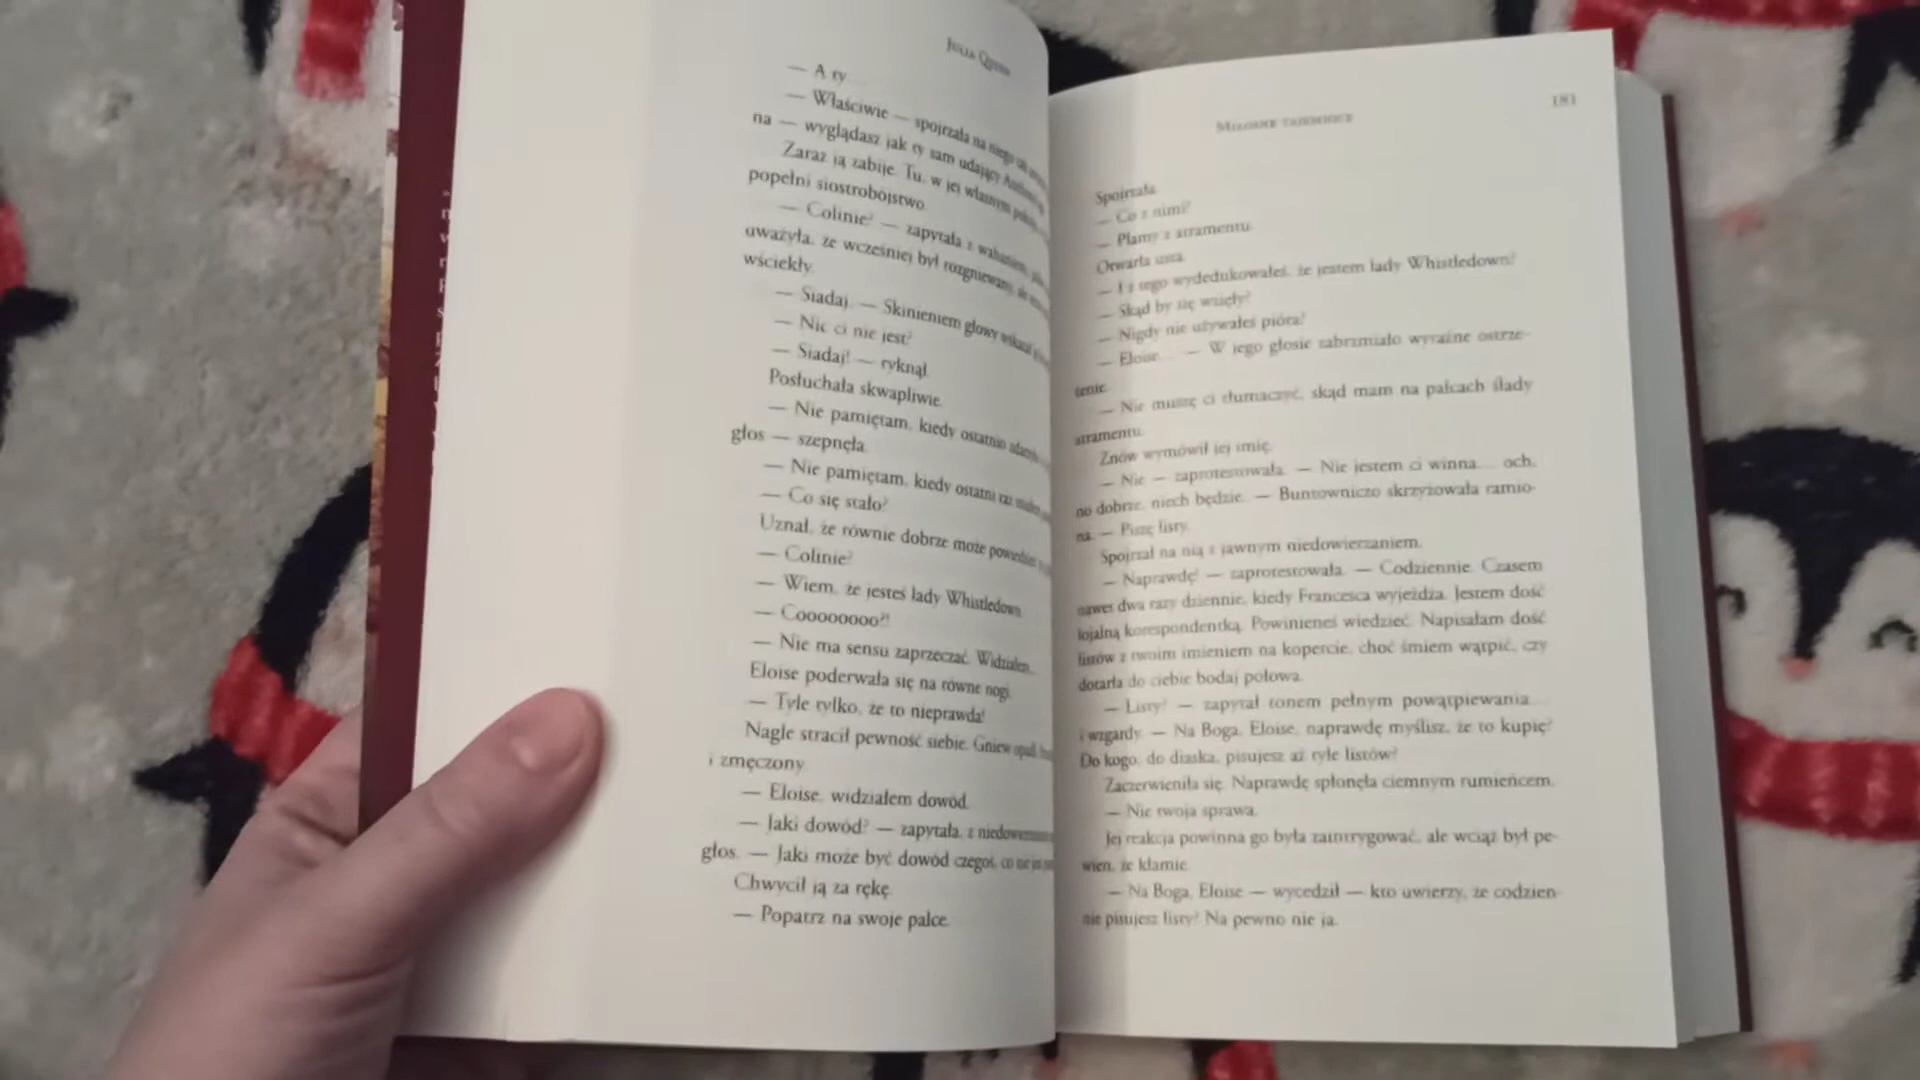 Julia Quinn
— A ty
— Właściwie — spojrzała na niego
na — wyglądasz jak ty sam udający
Zaraz ją zabije. Tu, w jej własnym
popełni siostrobójstwo.
— Colinie? — zapytała z wahaniem,
uważyła, że wcześniej był rozgniewany, ale
wściekły.
— Siadaj. — Skinieniem głowy wskazał
— Nic ci nie jest?
— Siadaj! — ryknął.
Posłuchała skwapliwie.
— Nie pamiętam, kiedy ostatnio
głos — szepnęła.
— Nie pamiętam, kiedy ostatni raz
— Co się stało?
Uznał, że równie dobrze może powiedzieć
— Colinie?
— Wiem, że jesteś lady Whistledown.
— Coooooooo?!
— Nie ma sensu zaprzeczać. Widziałem...
Eloise poderwała się na równe nogi.
— Tyle tylko, że to nieprawda!
Nagle stracił pewność siebie. Gniew opadł,
i zmęczony.
— Eloise, widziałem dowód.
— Jaki dowód? — zapytała, z niedowierzaniem
głos. — Jaki może być dowód czegoś, co nie jest
Chwycił ją za rękę.
— Popatrz na swoje palce.
Miłosne tajemnice 181
Spojrzała.
— Co z nimi?
— Plamy z atramentu.
Otwarła usta.
— I z tego wydedukowałeś, że jestem lady Whistledown?
— Skąd by się wzięły?
— Nigdy nie używałeś pióra?
— Eloise... — W jego głosie zabrzmiało wyraźne ostrze-
żenie.
— Nie muszę ci tłumaczyć, skąd mam na palcach ślady
atramentu.
Znów wymówił jej imię.
— Nie — zaprotestowała. — Nie jestem ci winna... och,
no dobrze, niech będzie. — Buntowniczo skrzyżowała ramio-
na. — Piszę listy.
Spojrzał na nią z jawnym niedowierzaniem.
— Naprawdę! — zaprotestowała. — Codziennie. Czasem
nawet dwa razy dziennie, kiedy Francesca wyjeżdża. Jestem dość
lojalną korespondentką. Powinieneś wiedzieć. Napisałam dość
listów z twoim imieniem na kopercie, choć śmiem wątpić, czy
dotarła do ciebie bodaj połowa.
— Listy? — zapytał tonem pełnym powątpiewania...
i wzgardy. — Na Boga, Eloise, naprawdę myślisz, że to kupię?
Do kogo, do diaska, pisujesz aż tyle listów?
Zaczerwieniła się. Naprawdę spłonęła ciemnym rumieńcem.
— Nie twoja sprawa.
Jej reakcja powinna go była zaintrygować, ale wciąż był pe-
wien, że kłamie.
— Na Boga, Eloise — wycedził — kto uwierzy, że codzien-
nie pisujesz listy? Na pewno nie ja.